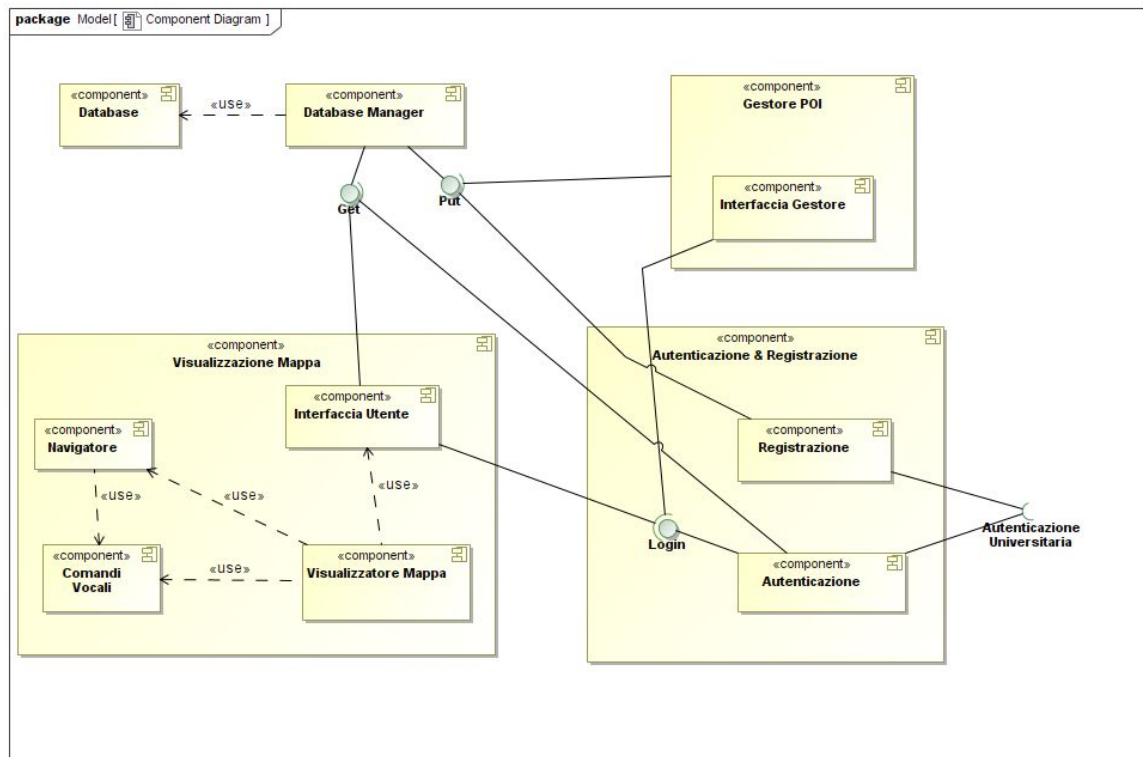 package Model [ Component Diagram ]
«component»
Database
«use»
«component»
Database Manager
«component»
Gestore POI
«component»
Interfaccia Gestore
Get
Put
«component»
Visualizzazione Mappa
«component»
Interfaccia Utente
«component»
Navigatore
«use»
«use»
«use»
«component»
Comandi
Vocali
«use»
«component»
Visualizzatore Mappa
«component»
Autenticazione & Registrazione
«component»
Registrazione
Login
«component»
Autenticazione
Autenticazione
Universitaria